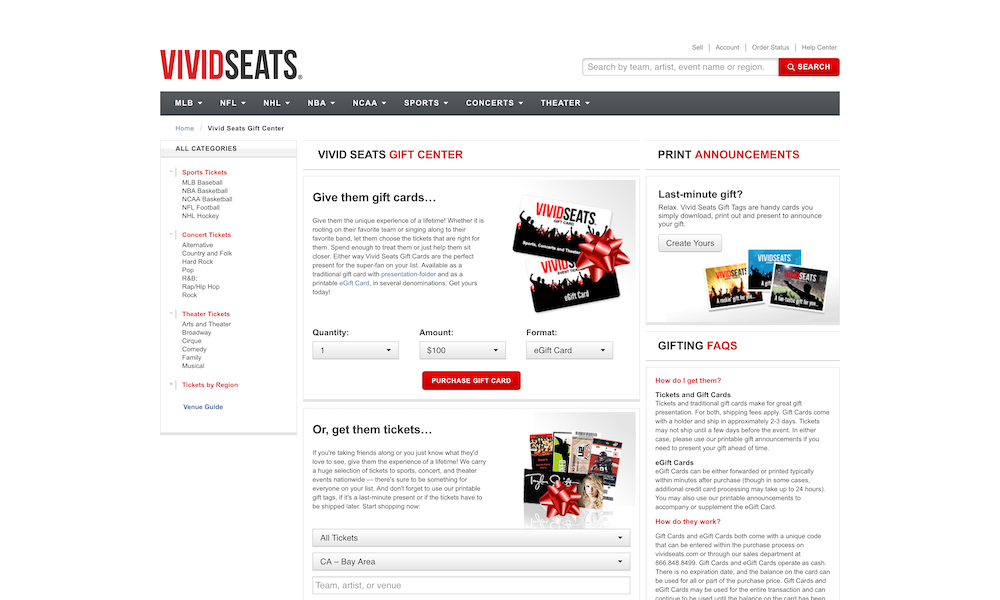 Sell Account Order Status Help Center
VIVIDSEATS®
Search by team, artist, event name or region. SEARCH
MLB NFL NHL NBA NCAA SPORTS CONCERTS THEATER
Home / Vivid Seats Gift Center
ALL CATEGORIES
Sports Tickets
MLB Baseball
NBA Basketball
NCAA Basketball
NFL Football
NHL Hockey
Concert Tickets
Alternative
Country and Folk
Hard Rock
Pop
R&B;
Rap/Hip Hop
Rock
Theater Tickets
Arts and Theater
Broadway
Cirque
Comedy
Family
Musical
Tickets by Region
Venue Guide
VIVID SEATS GIFT CENTER
Give them gift cards…
Give them the unique experience of a lifetime! Whether it is
rooting on their favorite team or singing along to their
favorite band, let them choose the tickets that are right for
them. Spend enough to treat them or just help them sit
closer. Either way Vivid Seats Gift Cards are the perfect
present for the super-fan on your list. Available as a
traditional gift card with presentation-folder and as a
printable eGift Card, in several denominations. Get yours
today!
VIVIDSEATS
GIFT CARD
Sports, Concerts and
VIVID
EVENT
eGift Card
Quantity: Amount: Format:
1 $100 eGift Card
PURCHASE GIFT CARD
Or, get them tickets…
If you're taking friends along or you just know what they'd
love to see, give them the experience of a lifetime! We carry
a huge selection of tickets to sports, concert, and theater
events nationwide — there's sure to be something for
everyone on your list. And don't forget to use our printable
gift tags, if it's a last-minute present or if the tickets have to
be shipped later. Start shopping now:
Taylor Swift
All Tickets
CA – Bay Area
Team, artist, or venue
PRINT ANNOUNCEMENTS
Last-minute gift?
Relax. Vivid Seats Gift Tags are handy cards you
simply download, print out and present to announce
your gift.
Create Yours
VIVIDSEATS
VIVIDSEATS
VIVIDSEATS
A rockin' gift for you...
A gi
A fan-tastic gift for you...
GIFTING FAQS
How do I get them?
Tickets and Gift Cards
Tickets and traditional gift cards make for great gift
presentation. For both, shipping fees apply. Gift Cards come
with a holder and ship in approximately 2-3 days. Tickets
may not ship until a few days before the event. In either
case, please use our printable gift announcements if you
need to present your gift ahead of time.
eGift Cards
eGift Cards can be either forwarded or printed typically
within minutes after purchase (though in some cases,
additional credit card processing may take up to 24 hours).
You may also use our printable announcements to
accompany or supplement the eGift Card.
How do they work?
Gift Cards and eGift Cards both come with a unique code
that can be entered within the purchase process on
vividseats.com or through our sales department at
866.848.8499. Gift Cards and eGift Cards operate as cash.
There is no expiration date, and the balance on the card can
be used for all or part of the purchase price. Gift Cards and
eGift Cards may be used for the entire transaction and can
continue to be used until the balance on the card has been